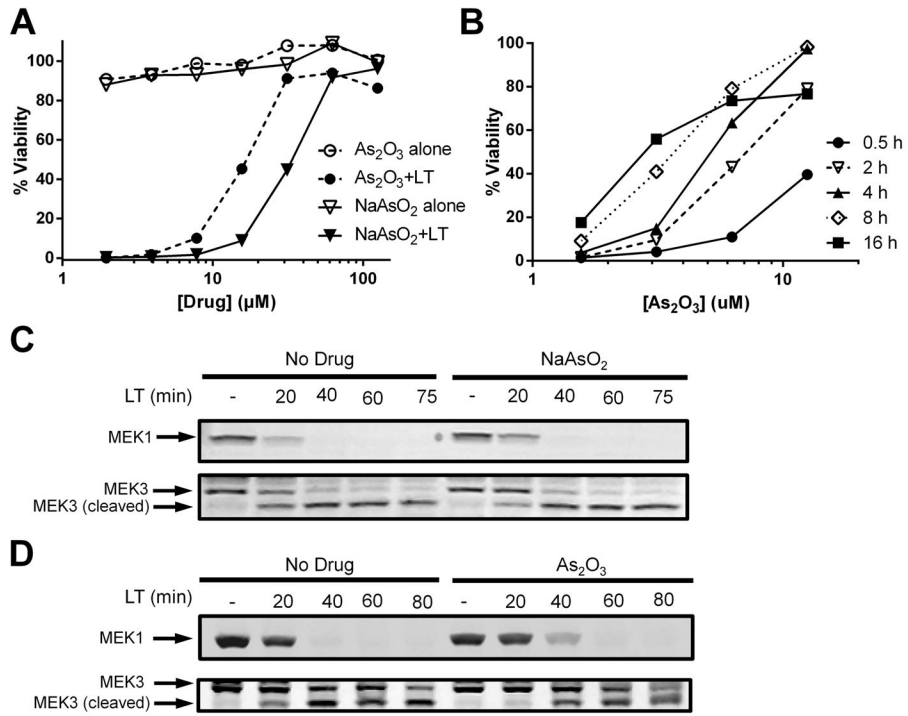 A
% Viability
100
80
60
40
20
0
1
10
100
[Drug] (µM)
As₂O₃ alone
As₂O₃+LT
NaAsO₂ alone
NaAsO₂+LT
B
% Viability
100
80
60
40
20
0
1
10
[As₂O₃] (uM)
0.5 h
2 h
4 h
8 h
16 h
C
No Drug NaAsO₂
LT (min) - 20 40 60 75 - 20 40 60 75
MEK1
MEK3
MEK3 (cleaved)
D
No Drug As₂O₃
LT (min) - 20 40 60 80 - 20 40 60 80
MEK1
MEK3
MEK3 (cleaved)